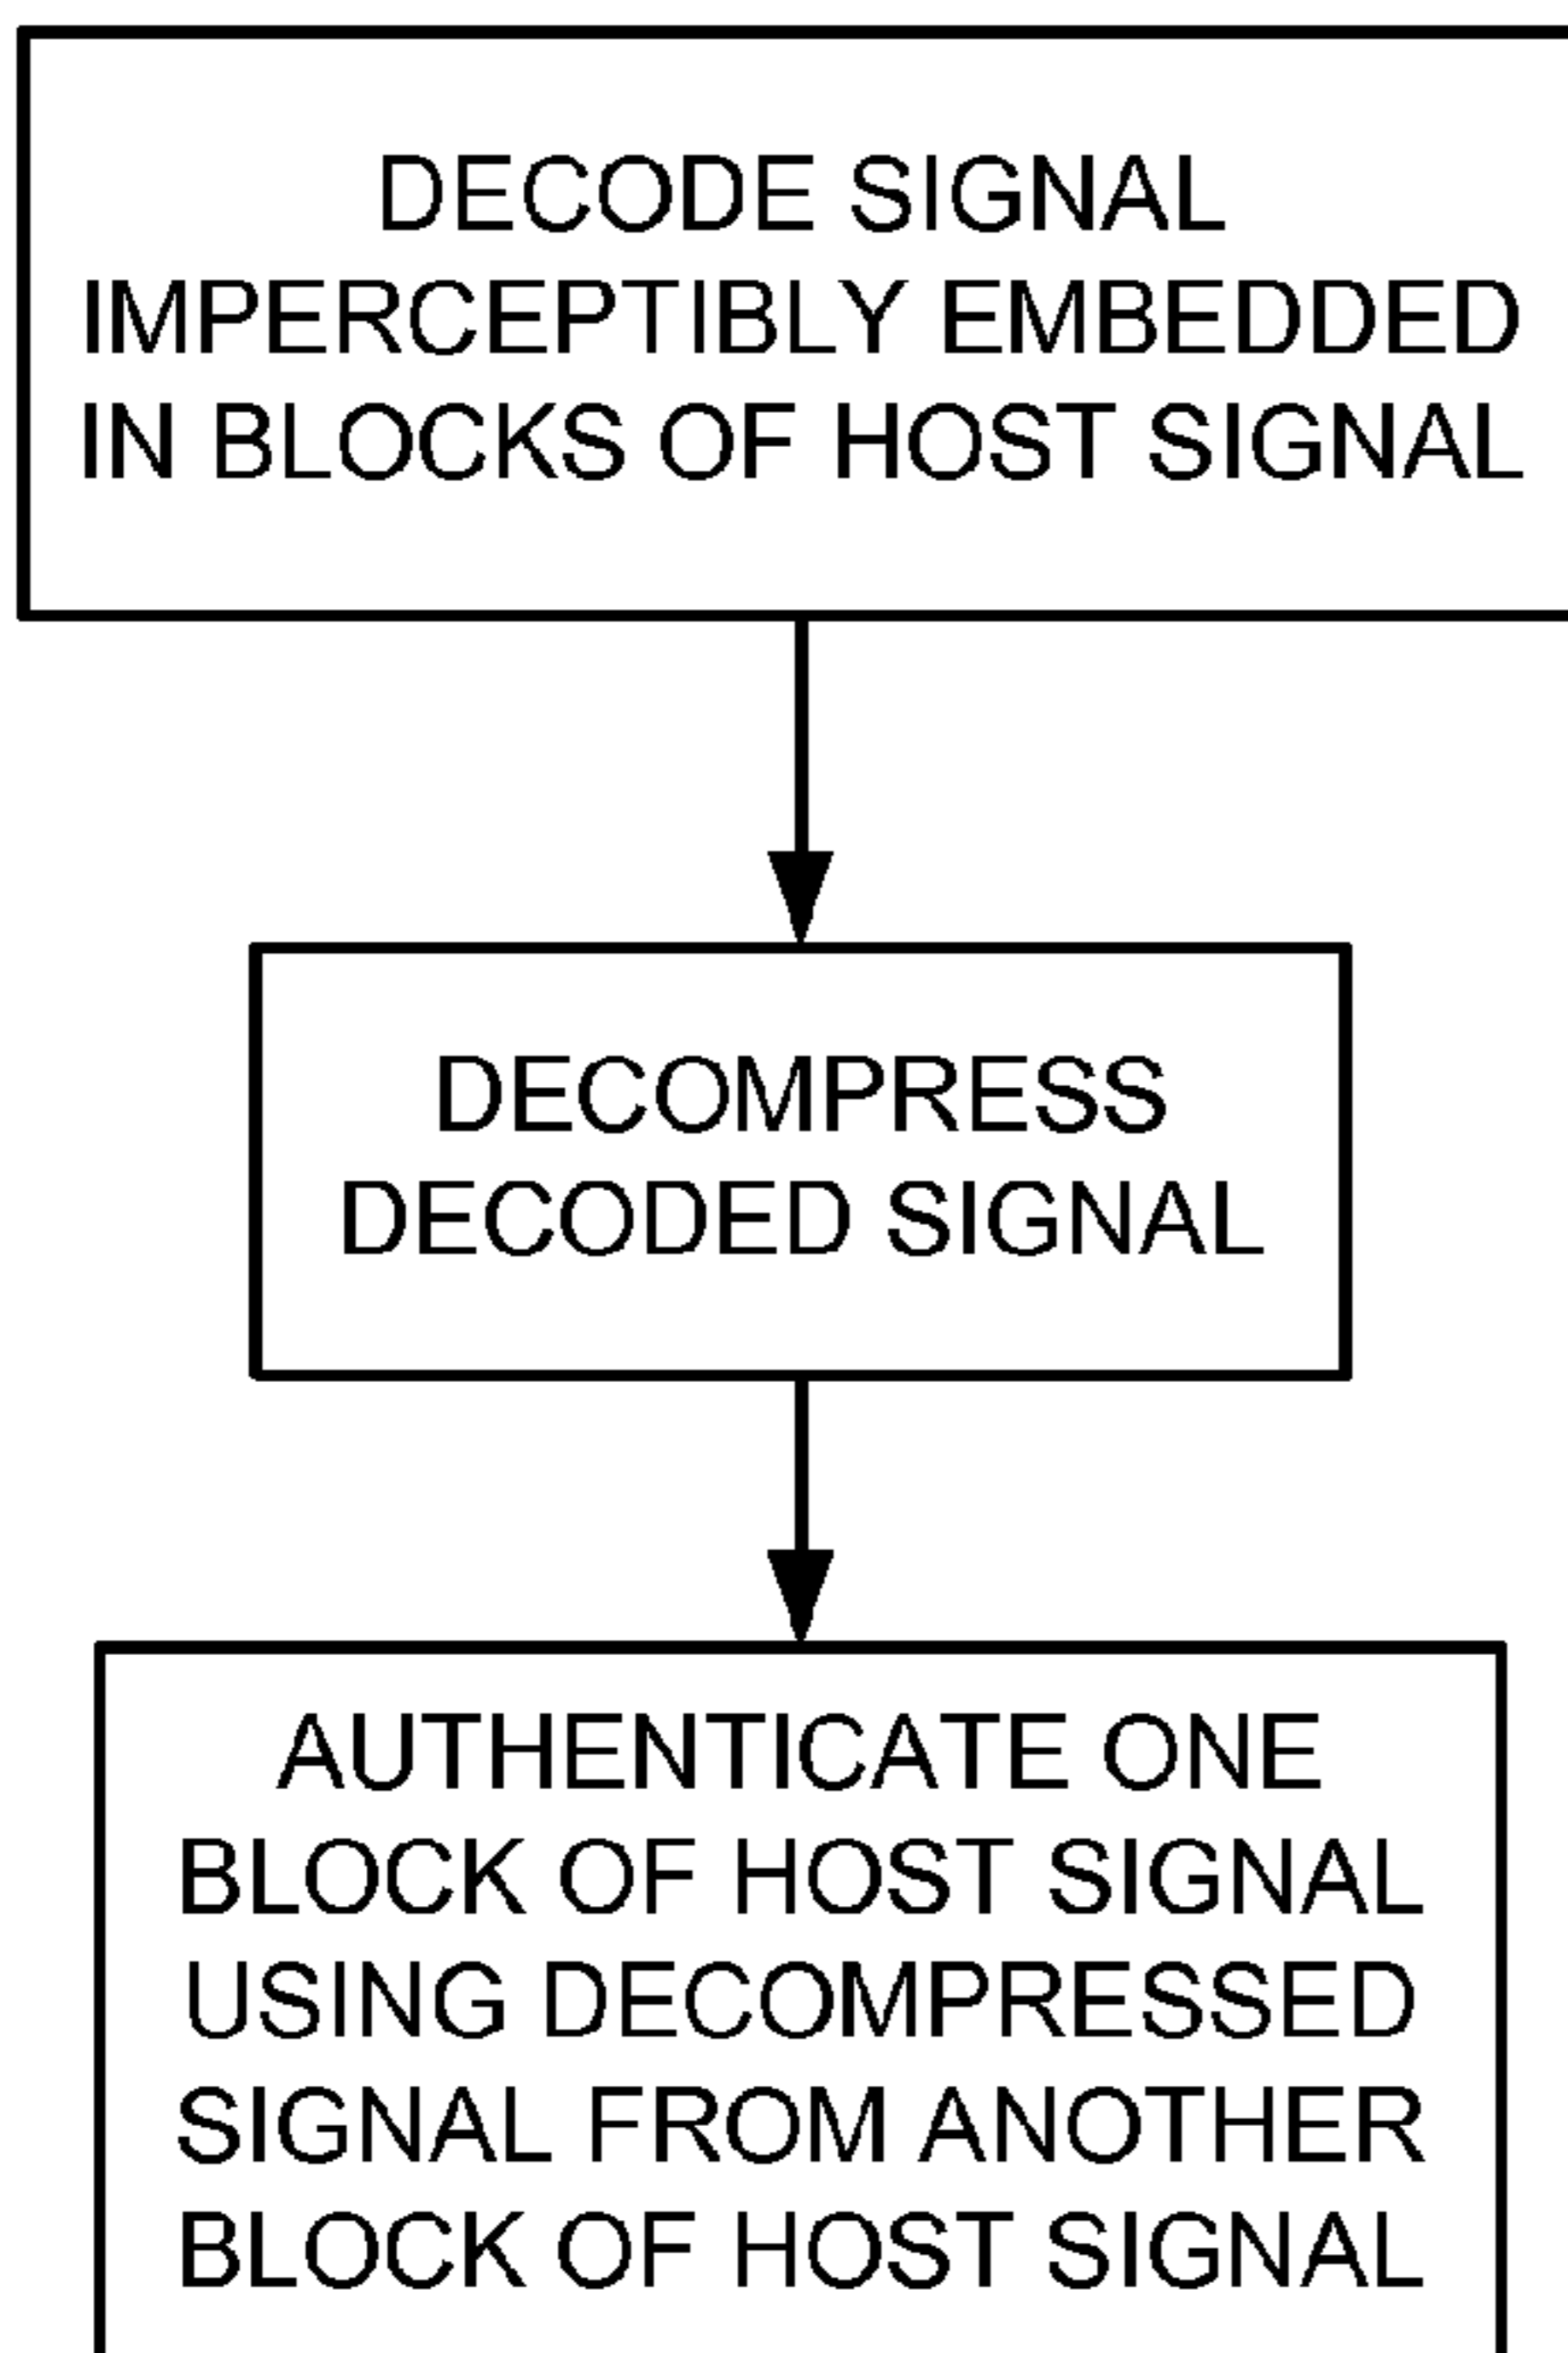 DECODE SIGNAL
IMPERCEPTIBLY EMBEDDED
IN BLOCKS OF HOST SIGNAL
DECOMPRESS
DECODED SIGNAL
AUTHENTICATE ONE
BLOCK OF HOST SIGNAL
USING DECOMPRESSED
SIGNAL FROM ANOTHER
BLOCK OF HOST SIGNAL